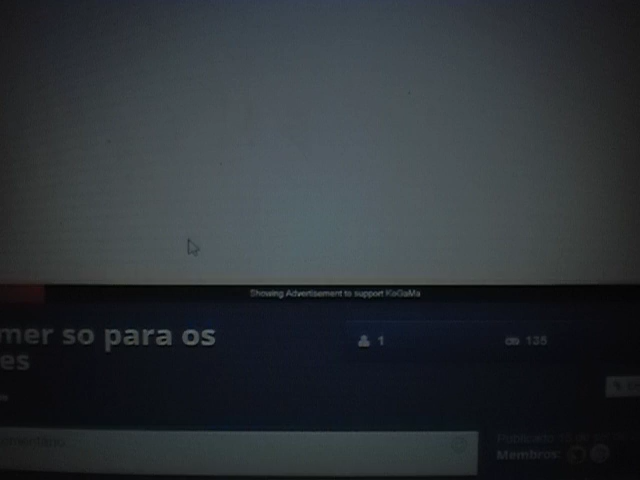 Showing Advertisement to support KoGaMa
mer so para os
es
1
135
Membros: